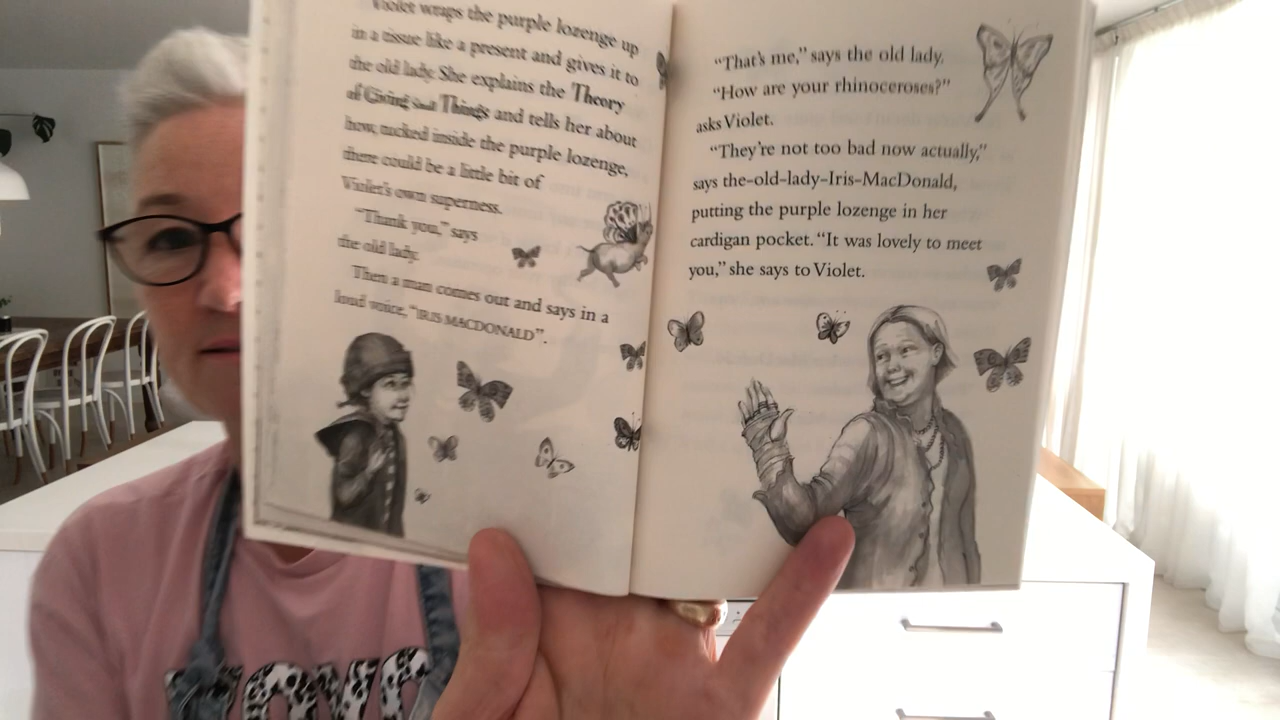 Violet wraps the purple lozenge up
in a tissue like a present and gives it to
the old lady. She explains the Theory
of Giving Small Things and tells her about
how, tucked inside the purple lozenge,
there could be a little bit of
Violet's own superness.
“Thank you,” says
the old lady.
Then a man comes out and says in a
loud voice, “IRIS MACDONALD”.
“That's me,” says the old lady.
“How are your rhinoceroses?”
asks Violet.
“They're not too bad now actually,”
says the-old-lady-Iris-MacDonald,
putting the purple lozenge in her
cardigan pocket. “It was lovely to meet
you,” she says to Violet.